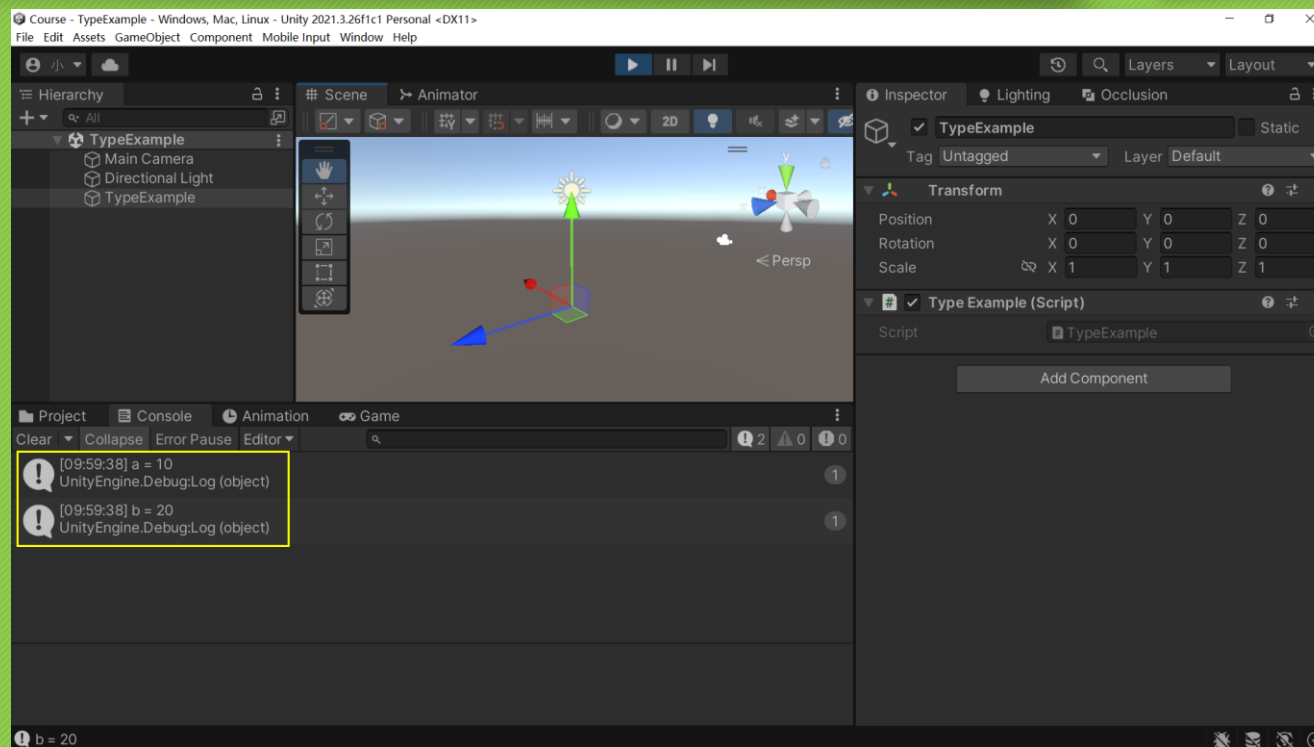 Course - TypeExample - Windows, Mac, Linux - Unity 2021.3.26f1c1 Personal <DX11>
File Edit Assets GameObject Component Mobile Input Window Help
小 Layers Layout
Hierarchy
All
TypeExample
Main Camera
Directional Light
TypeExample
Scene Animator
2D
y
Persp
Inspector Lighting Occlusion
TypeExample Static
Tag Untagged Layer Default
Transform
Position X 0 Y 0 Z 0
Rotation X 0 Y 0 Z 0
Scale X 1 Y 1 Z 1
# Type Example (Script)
Script # TypeExample
Add Component
Project Console Animation Game
Clear Collapse Error Pause Editor 2 0 0
[09:59:38] a = 10
UnityEngine.Debug:Log (object)
1
[09:59:38] b = 20
UnityEngine.Debug:Log (object)
1
b = 20